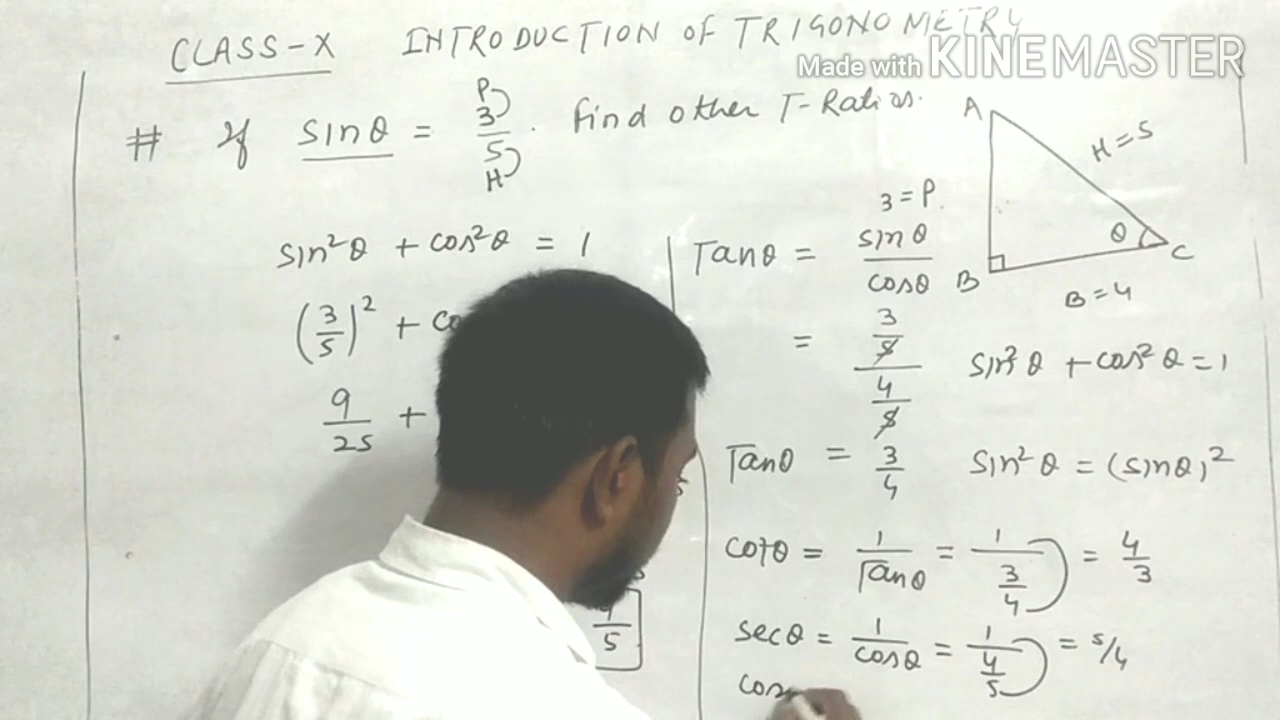 CLASS-X INTRODUCTION OF TRIGONOMETRY
Made with KINEMASTER
# If sinθ = P 3/5 H . find other T-Ratios.
A
H = 5
3 = P.
θ
B
C
B = 4
sin²θ + cos²θ = 1
(3/5)² + co
9/25 +
4/5
Tanθ = sinθ/cosθ
= (3/5)/(4/5)
Tanθ = 3/4
sin²θ + cos²θ = 1
sin²θ = (sinθ)²
cotθ = 1/Tanθ = 1/(3/4) = 4/3
secθ = 1/cosθ = 1/(4/5) = 5/4
cos